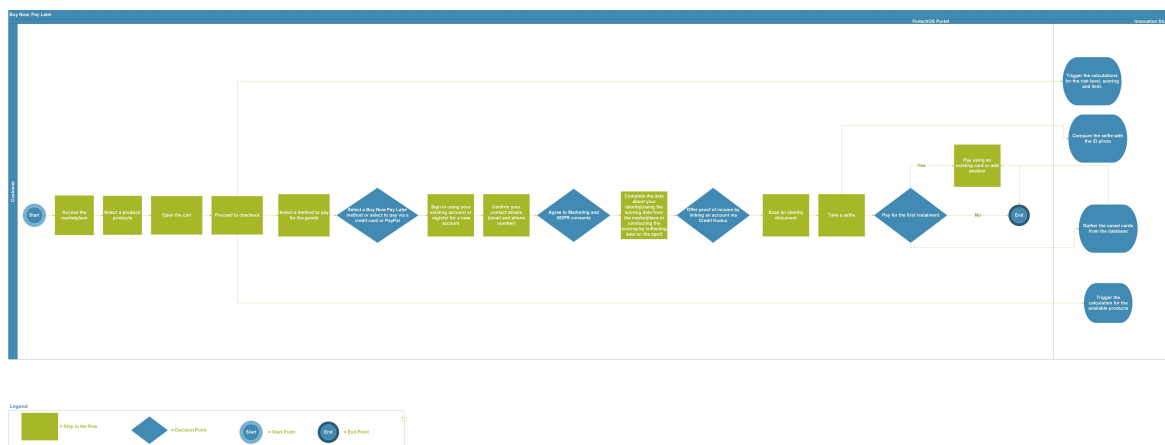 Buy Now, Pay Later
FintechOS Portal
Innovation Stu
Customer
Start
Access the
marketplace
Select a product/
products
Open the cart
Proceed to checkout
Select a method to pay
for the goods
Select a Buy Now Pay Later
method or select to pay via a
credit card or PayPal
Sign in using your
existing account or
register for a new
account
Confirm your
contact details
(email and phone
number)
Agree to Marketing and
GDPR consents
Complete the data
about your
identity(using the
scoring data from
the marketplace or
conducting the
scoring by collecting
data on the spot)
Offer proof of income by
linking an account via
Credit Kudos
Scan an identity
document
Take a selfie
Pay for the first instalment
Yes
No
Pay using an
existing card or add
another
End
Trigger the calculations
for the risk level, scoring
and limit.
Compare the selfie with
the ID photo
Gather the saved cards
from the database
Trigger the
calculation for the
available products
Legend
= Step in the flow
= Decision Point
Start
= Start Point
End
= End Point